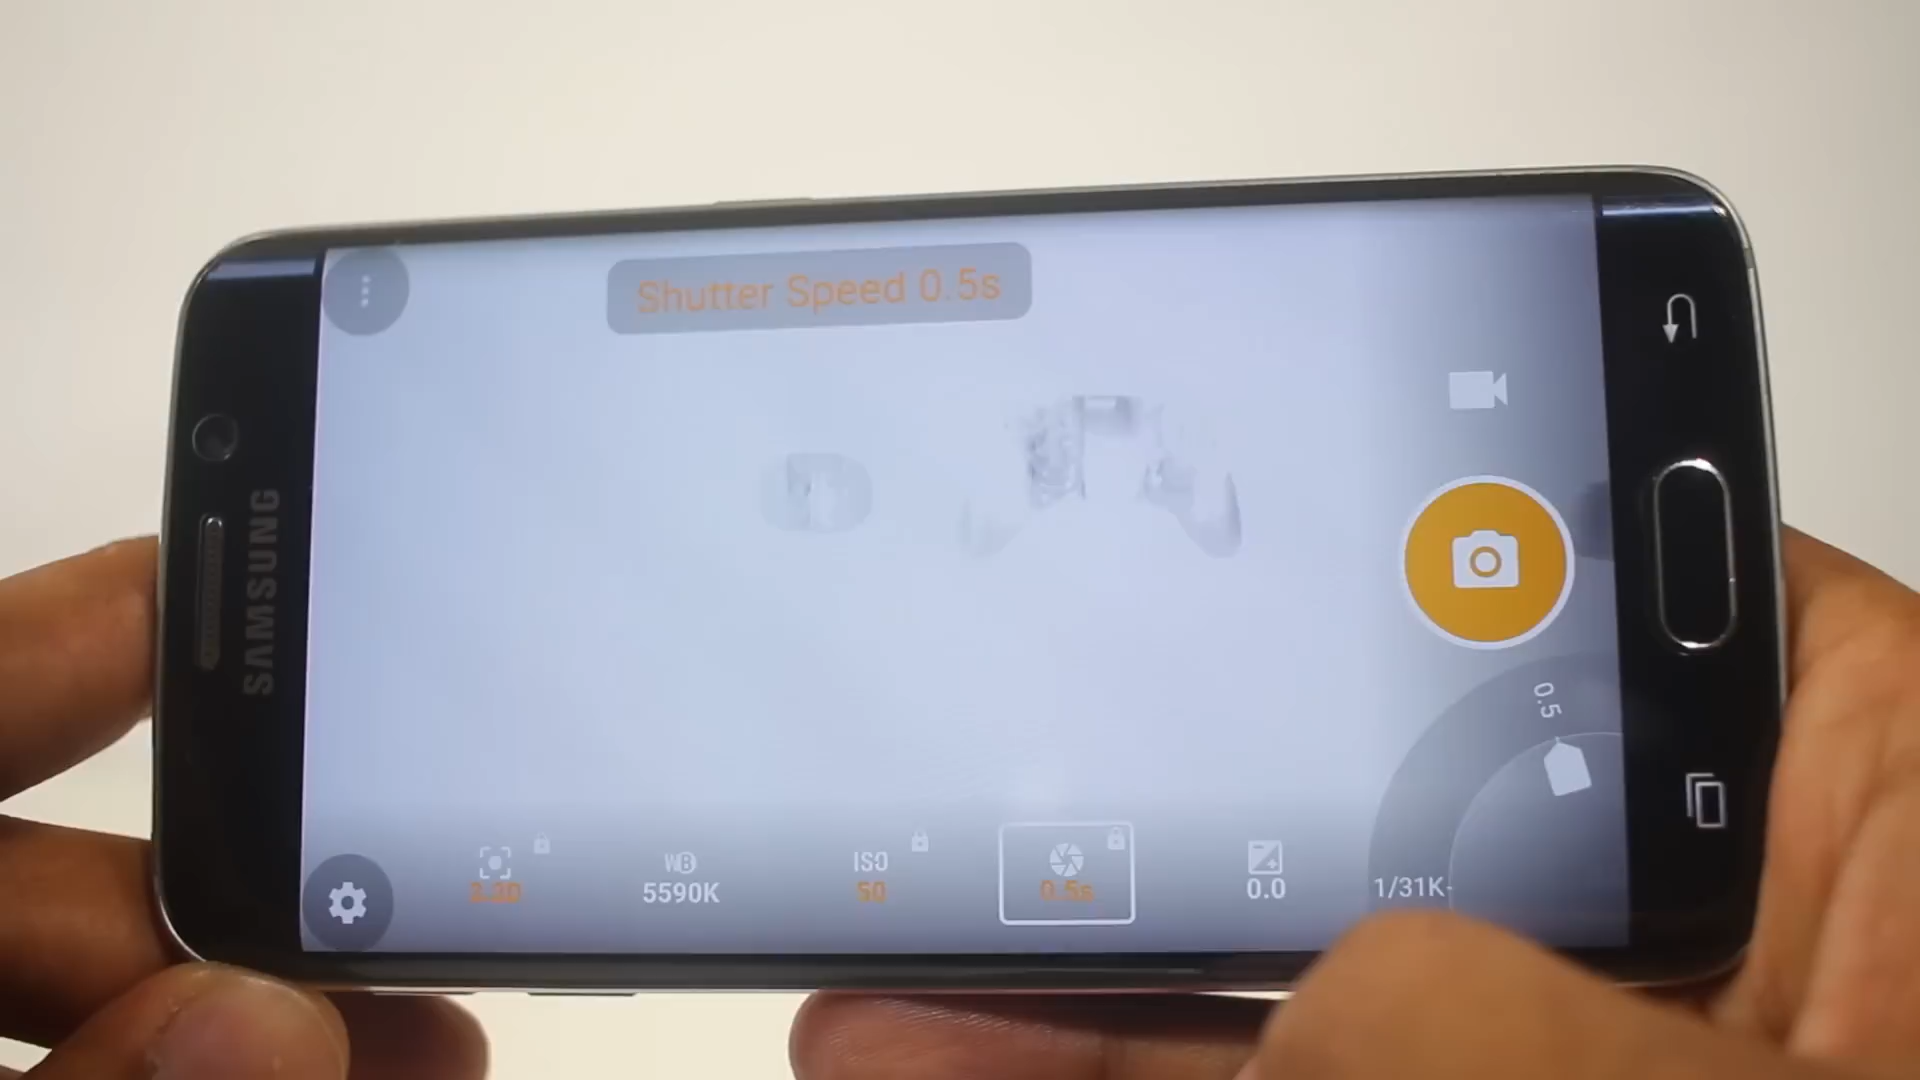 Shutter Speed 0.5s
SAMSUNG
0.5
WB
ISO
5590K
50
0.5s
0.0
1/31K